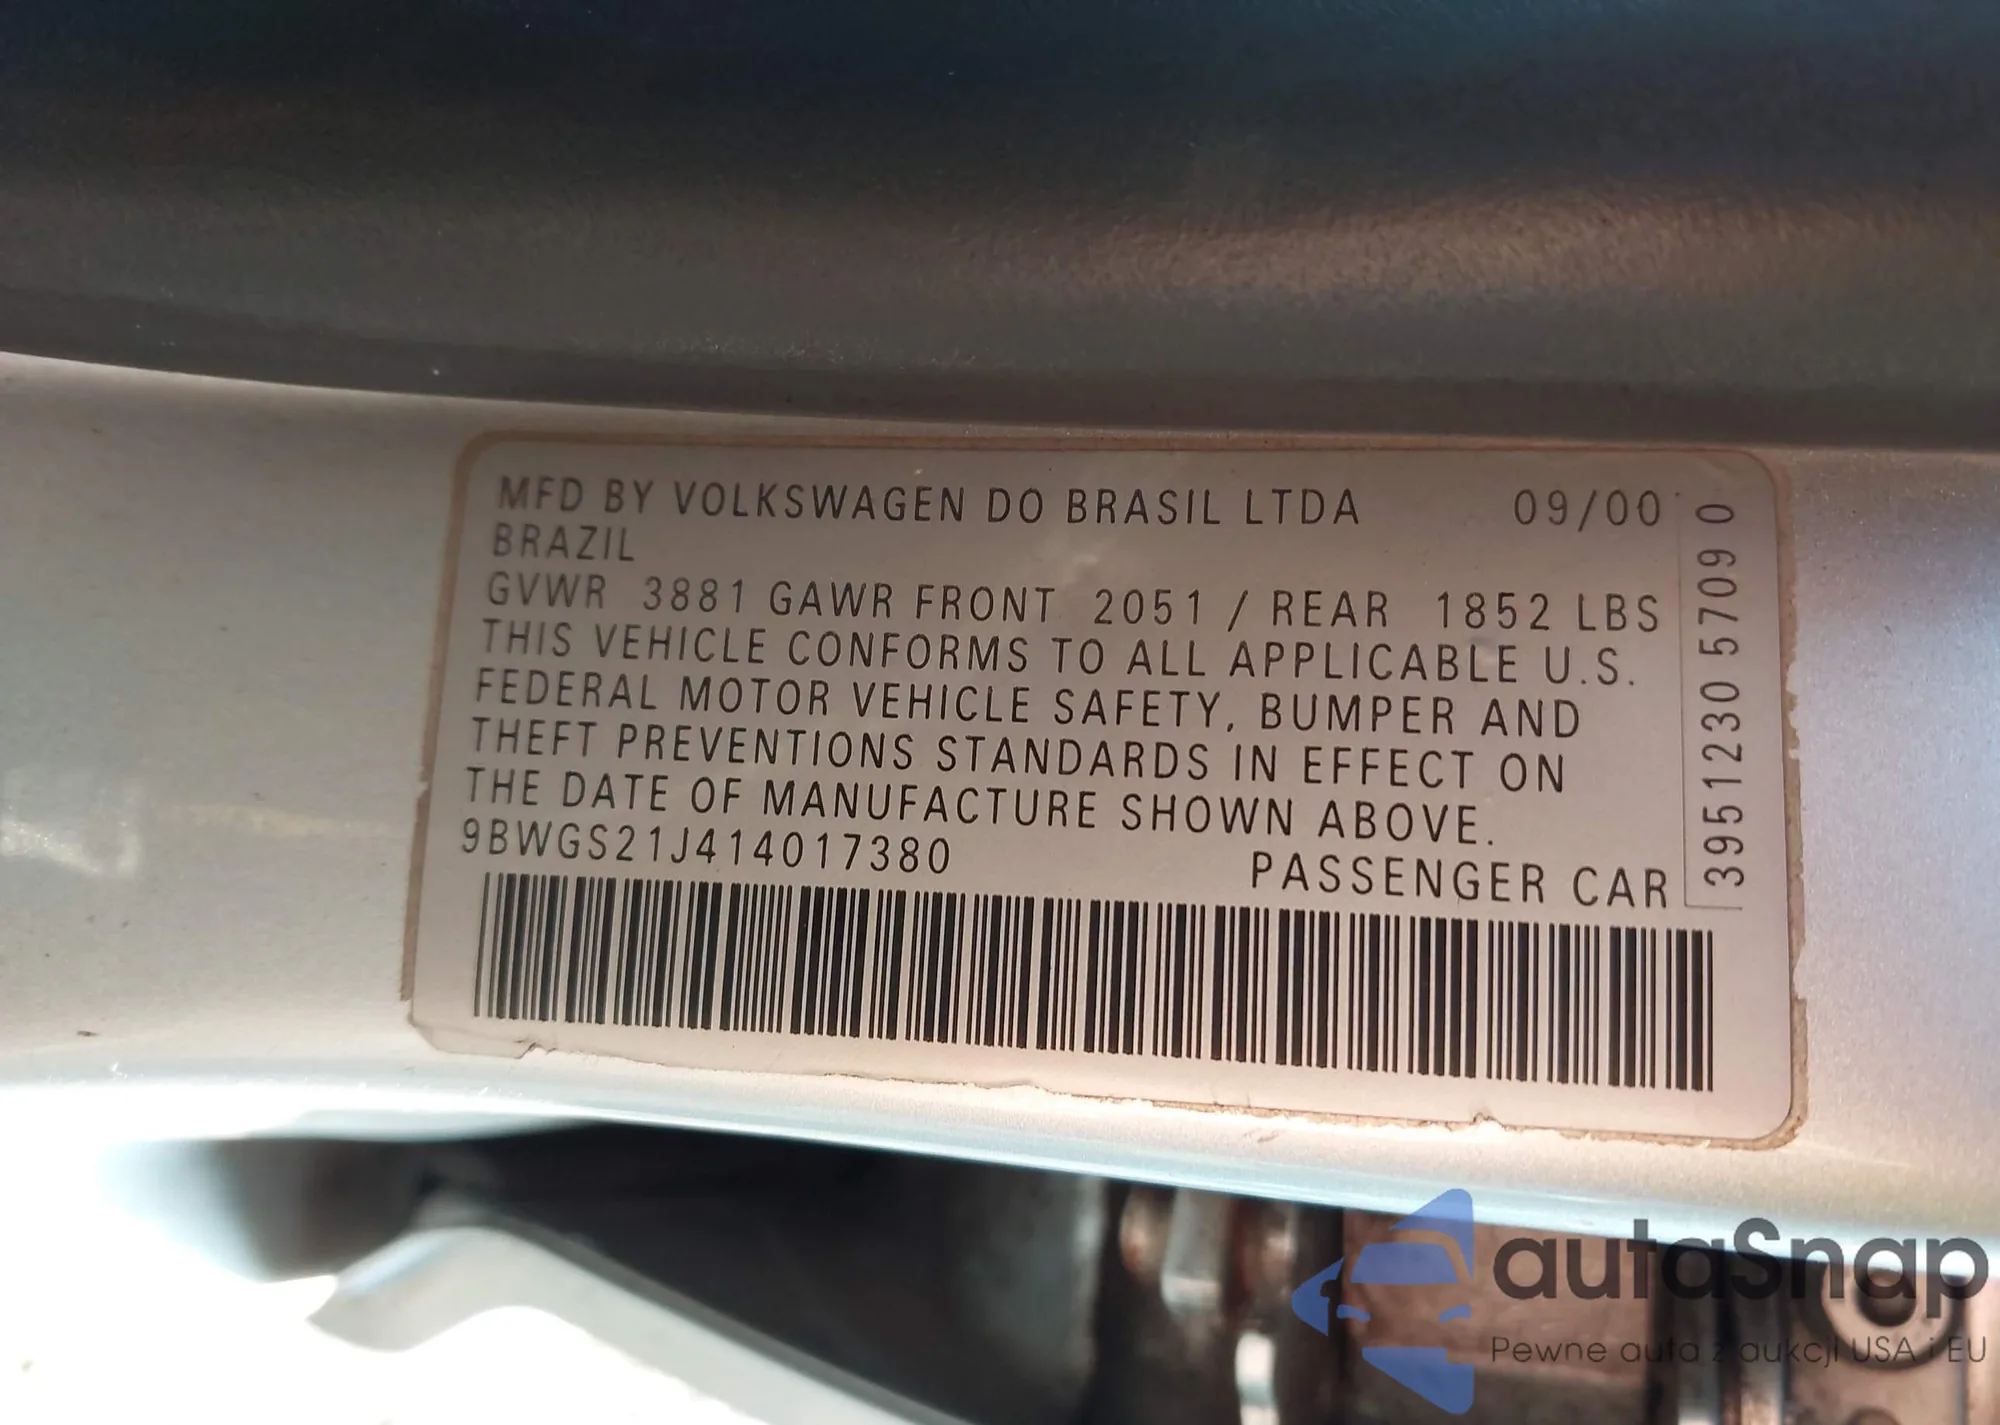 MFD BY VOLKSWAGEN DO BRASIL LTDA 09/00
BRAZIL
GVWR 3881 GAWR FRONT 2051 / REAR 1852 LBS
THIS VEHICLE CONFORMS TO ALL APPLICABLE U.S.
FEDERAL MOTOR VEHICLE SAFETY, BUMPER AND
THEFT PREVENTIONS STANDARDS IN EFFECT ON
THE DATE OF MANUFACTURE SHOWN ABOVE.
9BWGS21J414017380 PASSENGER CAR
3951230 5709 0
autaSnap
Pewne auta z aukcji USA i EU